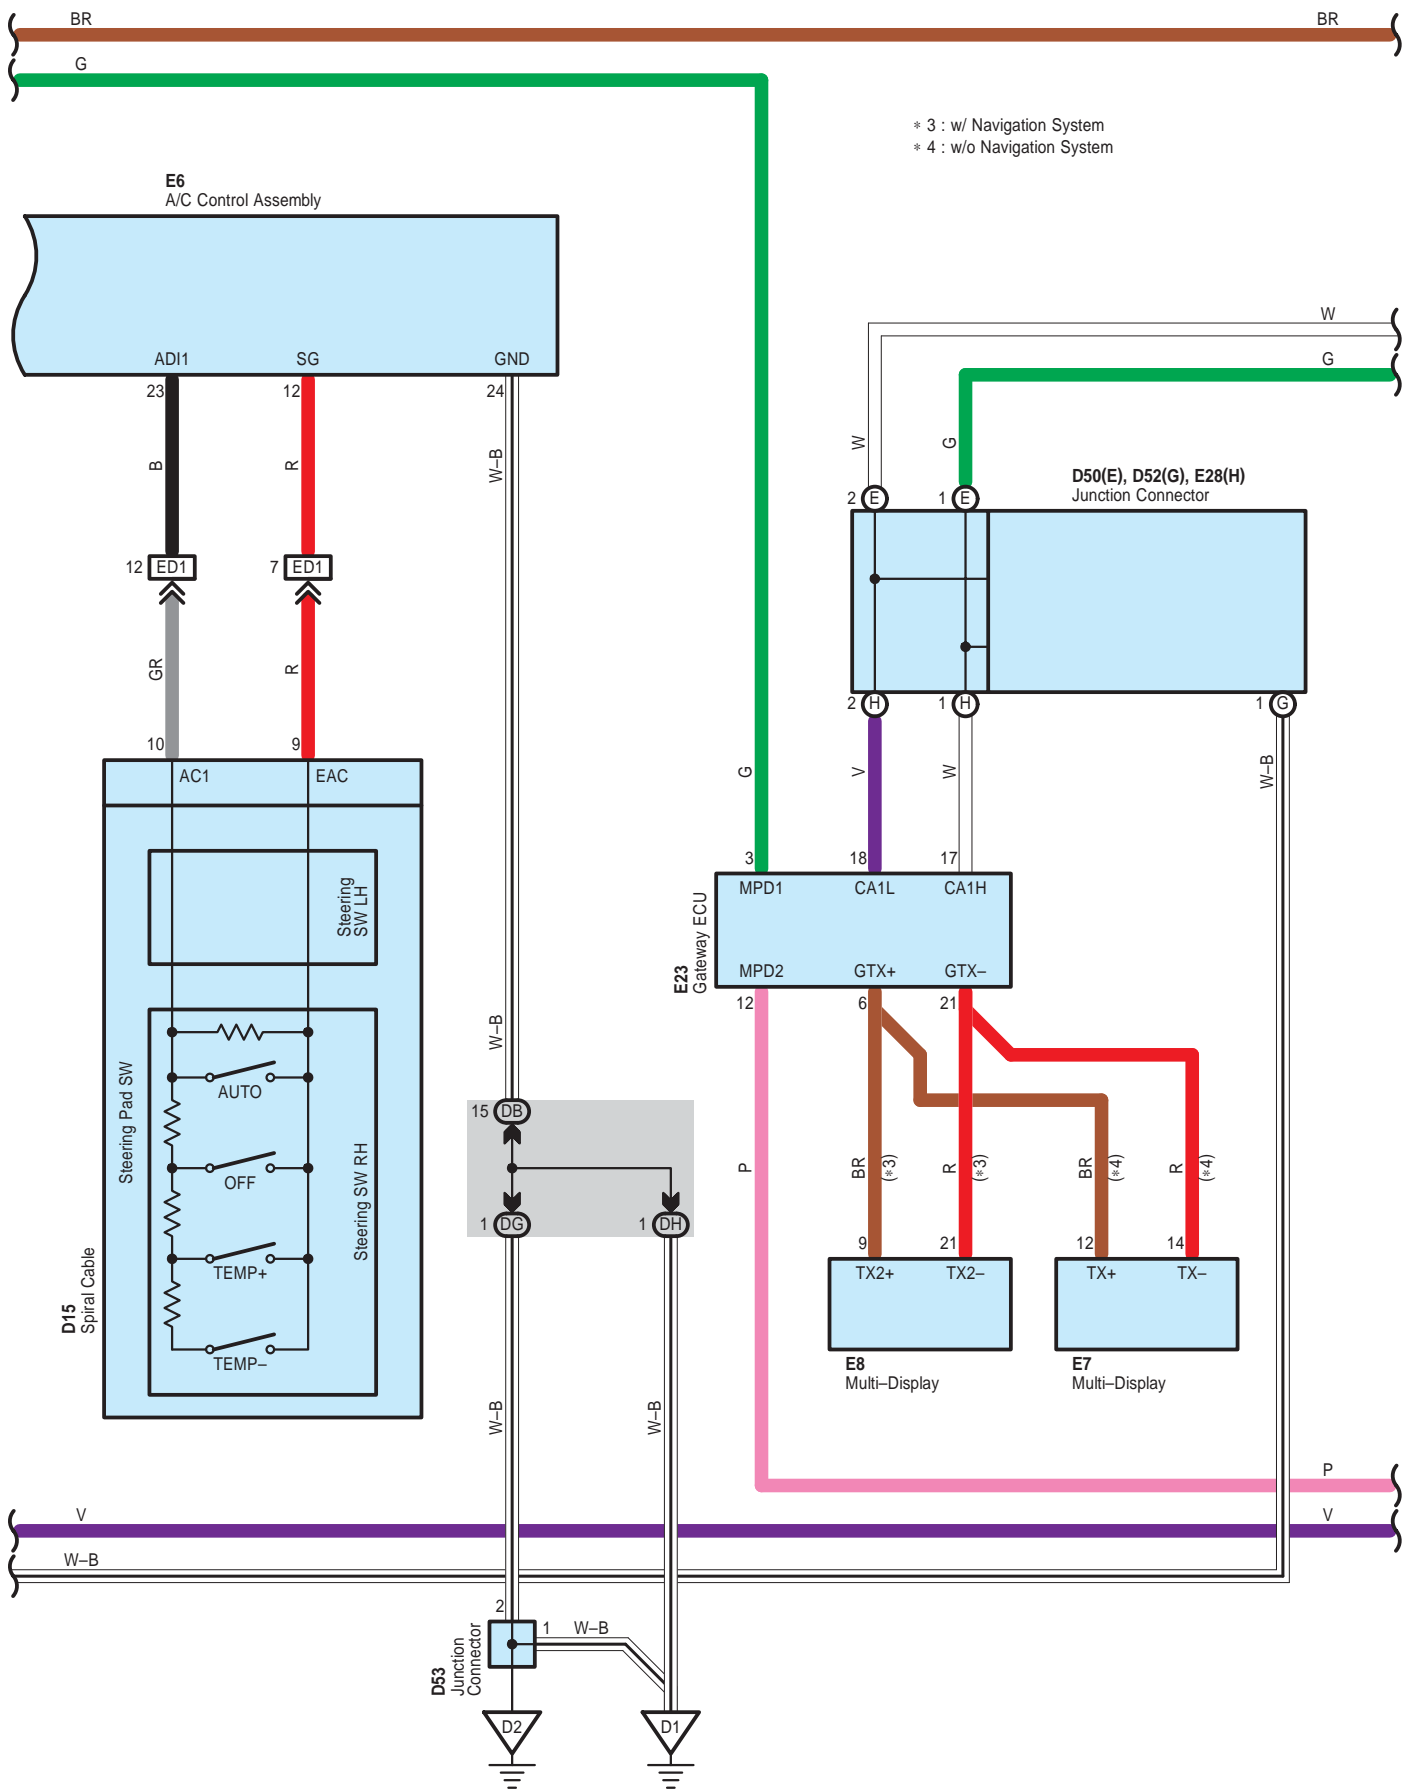 BR
BR
G
* 3 : w/ Navigation System
* 4 : w/o Navigation System
E6
A/C Control Assembly
ADI1
SG
GND
23
12
24
B
R
W–B
W
G
W
G
D50(E), D52(G), E28(H)
Junction Connector
2
E
1
E
12
ED1
7
ED1
GR
R
2
H
1
H
1
G
10
9
AC1
EAC
G
V
W
W–B
Steering
SW LH
3
18
17
MPD1
CA1L
CA1H
E23
Gateway ECU
MPD2
GTX+
GTX–
12
6
21
W–B
Steering Pad SW
AUTO
OFF
TEMP+
TEMP–
Steering SW RH
D15
Spiral Cable
15
DB
1
DG
1
DH
P
BR
(*3)
R
(*3)
BR
(*4)
R
(*4)
9
21
12
14
TX2+
TX2–
TX+
TX–
E8
Multi–Display
E7
Multi–Display
W–B
W–B
P
V
V
W–B
2
1
W–B
D53
Junction
Connector
D2
D1